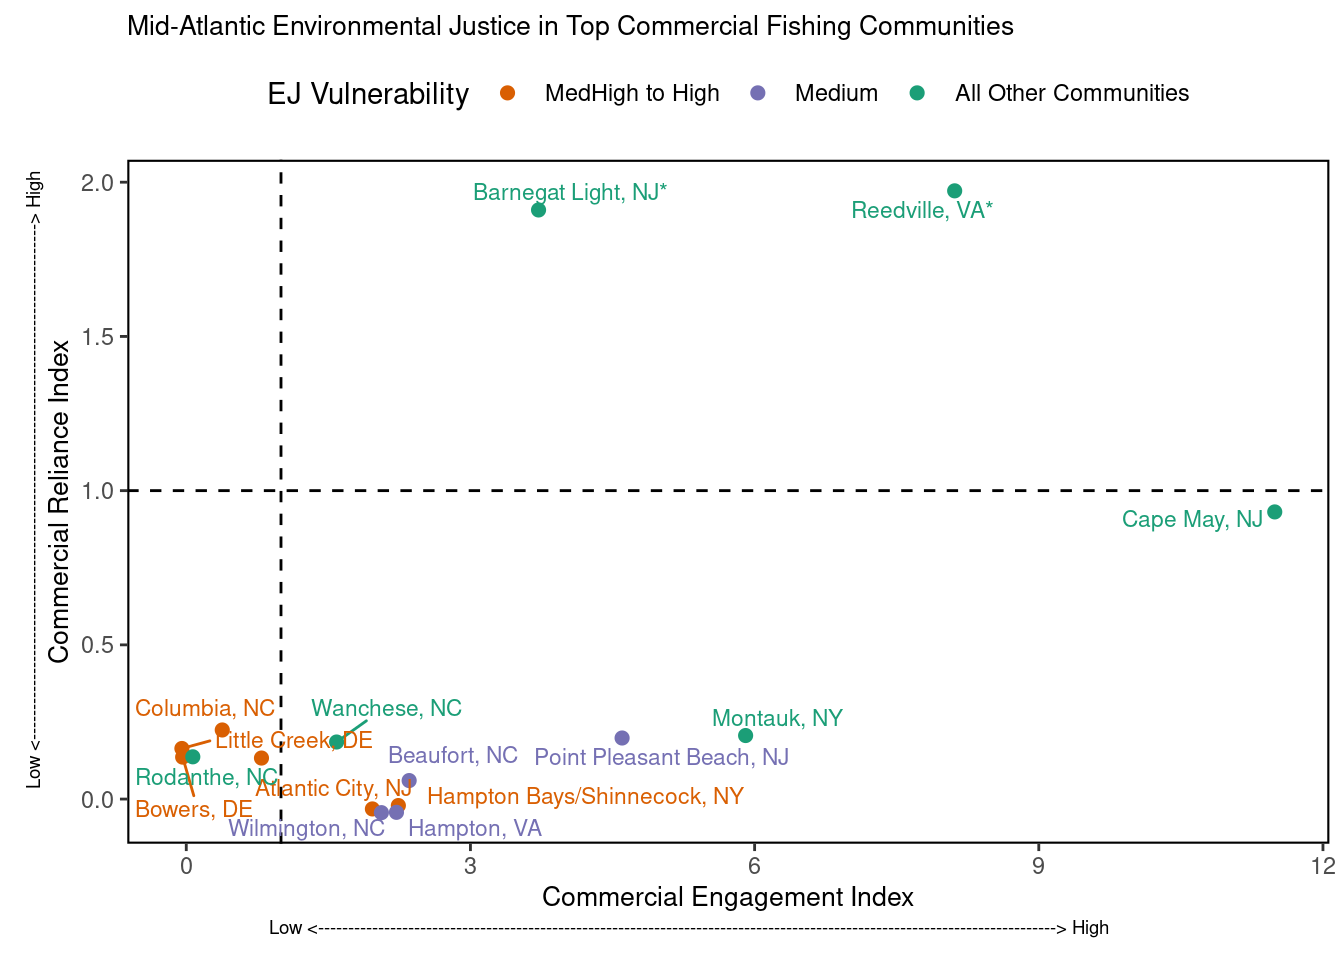 Mid-Atlantic Environmental Justice in Top Commercial Fishing Communities
EJ Vulnerability MedHigh to High Medium All Other Communities
Low <--------------------------------------------------------------------------------------------------------------------------> High
Commercial Reliance Index
2.0
1.5
1.0
0.5
0.0
Barnegat Light, NJ*
Reedville, VA*
Cape May, NJ
Columbia, NC
Wanchese, NC
Montauk, NY
Little Creek, DE
Beaufort, NC
Point Pleasant Beach, NJ
Rodanthe, NC
Atlantic City, NJ
Hampton Bays/Shinnecock, NY
Bowers, DE
Wilmington, NC
Hampton, VA
0 3 6 9 12
Commercial Engagement Index
Low <--------------------------------------------------------------------------------------------------------------------------> High